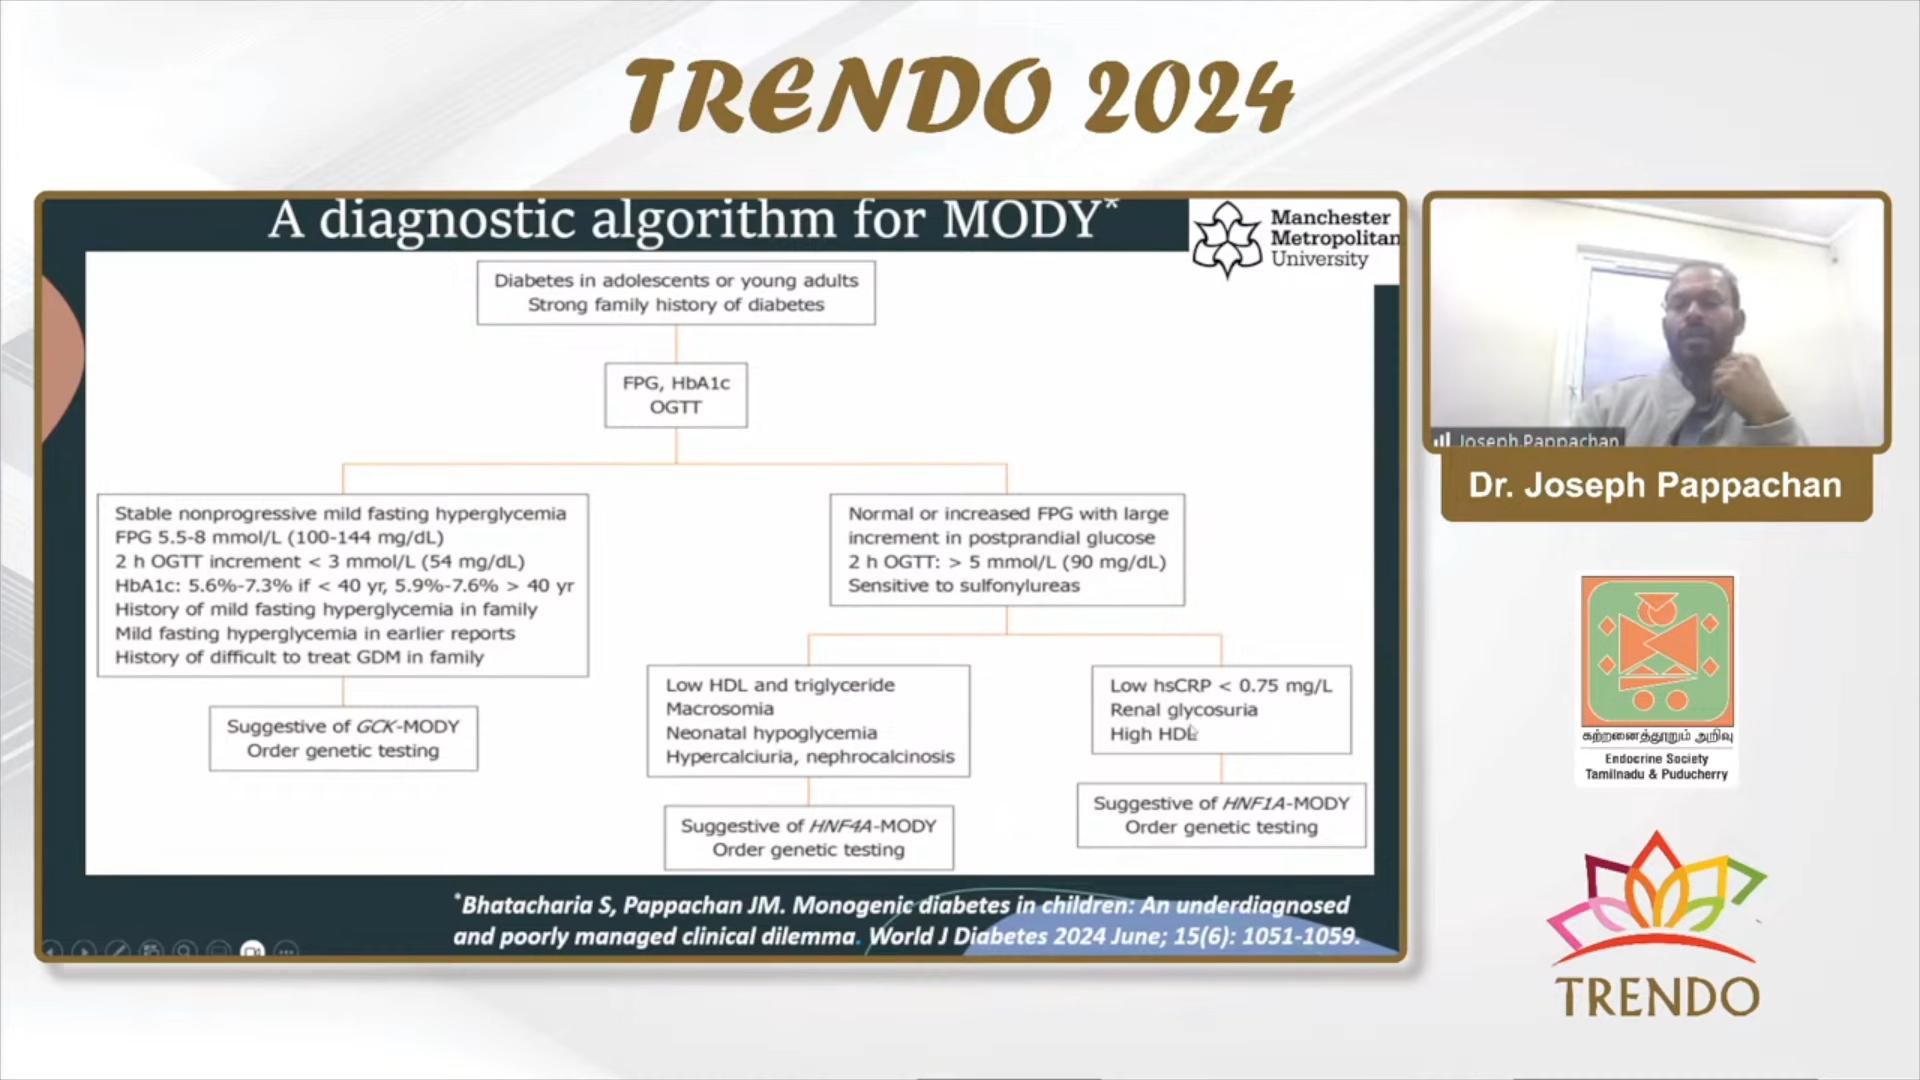 TRENDO 2024
A diagnostic algorithm for MODY*
Manchester
Metropolitan
University
Diabetes in adolescents or young adults
Strong family history of diabetes
FPG, HbA1c
OGTT
Stable nonprogressive mild fasting hyperglycemia
FPG 5.5-8 mmol/L (100-144 mg/dL)
2 h OGTT increment < 3 mmol/L (54 mg/dL)
HbA1c: 5.6%-7.3% if < 40 yr, 5.9%-7.6% > 40 yr
History of mild fasting hyperglycemia in family
Mild fasting hyperglycemia in earlier reports
History of difficult to treat GDM in family
Suggestive of GCK-MODY
Order genetic testing
Normal or increased FPG with large
increment in postprandial glucose
2 h OGTT: > 5 mmol/L (90 mg/dL)
Sensitive to sulfonylureas
Low HDL and triglyceride
Macrosomia
Neonatal hypoglycemia
Hypercalciuria, nephrocalcinosis
Suggestive of HNF4A-MODY
Order genetic testing
Low hsCRP < 0.75 mg/L
Renal glycosuria
High HDL
Suggestive of HNF1A-MODY
Order genetic testing
*Bhatacharia S, Pappachan JM. Monogenic diabetes in children: An underdiagnosed
and poorly managed clinical dilemma. World J Diabetes 2024 June; 15(6): 1051-1059.
Joseph Pappachan
Dr. Joseph Pappachan
கற்றனைத்தூறும் அறிவு
Endocrine Society
Tamilnadu & Puducherry
TRENDO